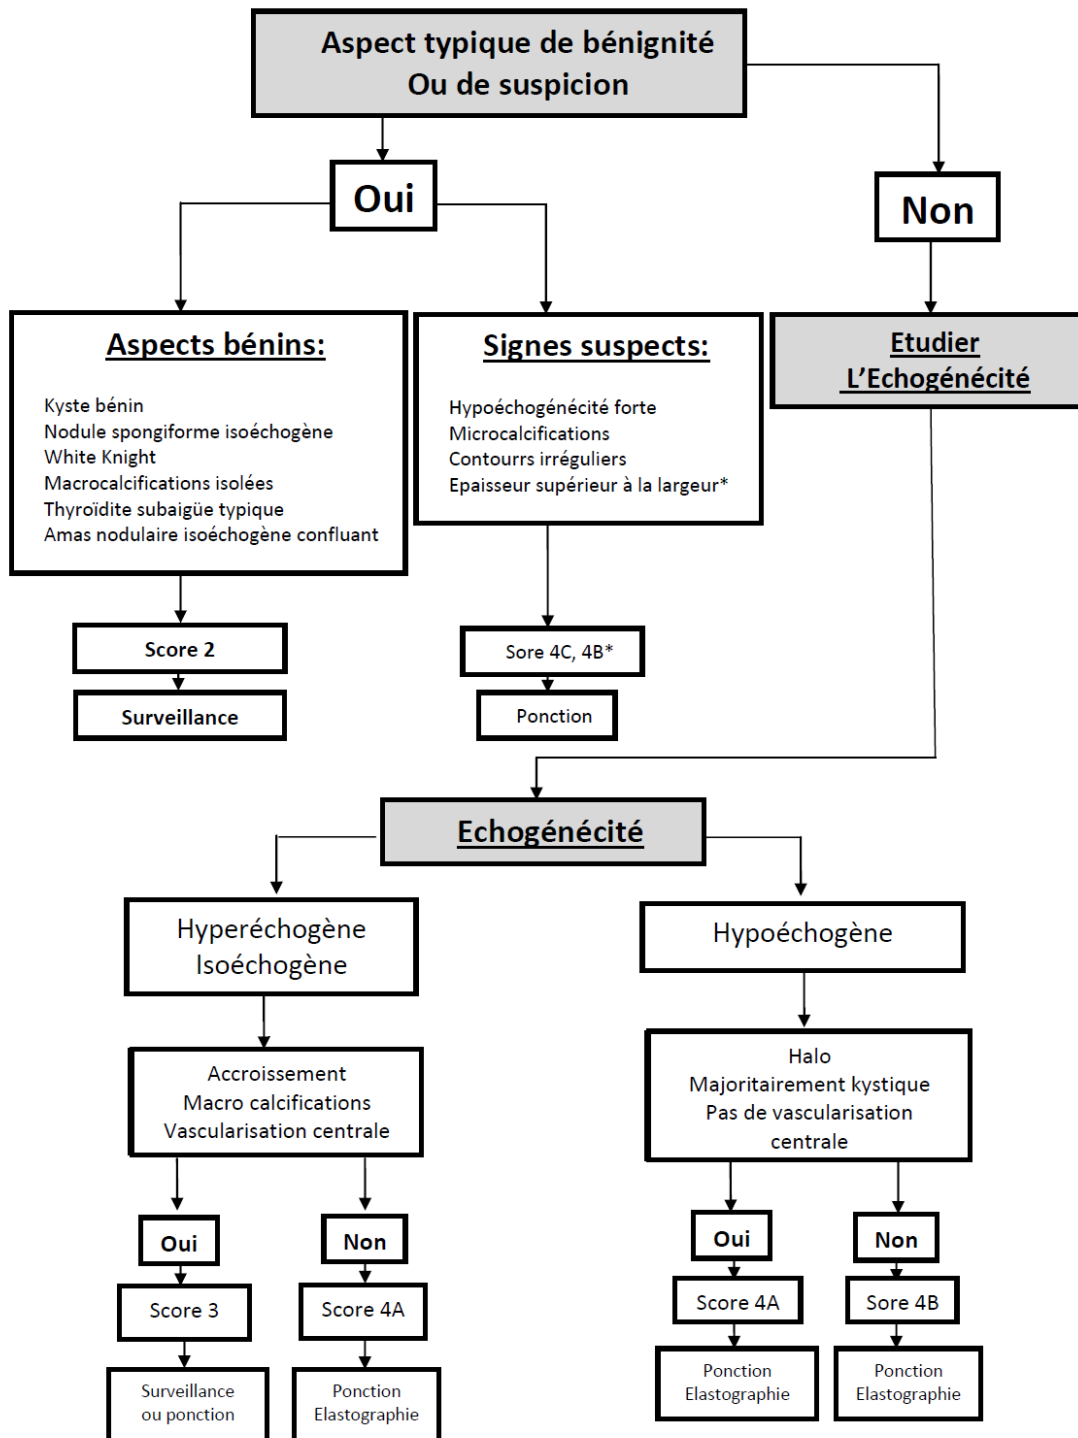 Aspect typique de bénignité
Ou de suspicion
Oui
Non
Aspects bénins:
Kyste bénin
Nodule spongiforme isoéchogène
White Knight
Macrocalcifications isolées
Thyroïdite subaigüe typique
Amas nodulaire isoéchogène confluant
Signes suspects:
Hypoéchogénécité forte
Microcalcifications
Contourrs irréguliers
Epaisseur supérieur à la largeur*
Etudier
L'Echogénécité
Score 2
Surveillance
Sore 4C, 4B*
Ponction
Echogénécité
Hyperéchogène
Isoéchogène
Hypoéchogène
Accroissement
Macro calcifications
Vascularisation centrale
Halo
Majoritairement kystique
Pas de vascularisation
centrale
Oui
Non
Oui
Non
Score 3
Score 4A
Score 4A
Sore 4B
Surveillance
ou ponction
Ponction
Elastographie
Ponction
Elastographie
Ponction
Elastographie